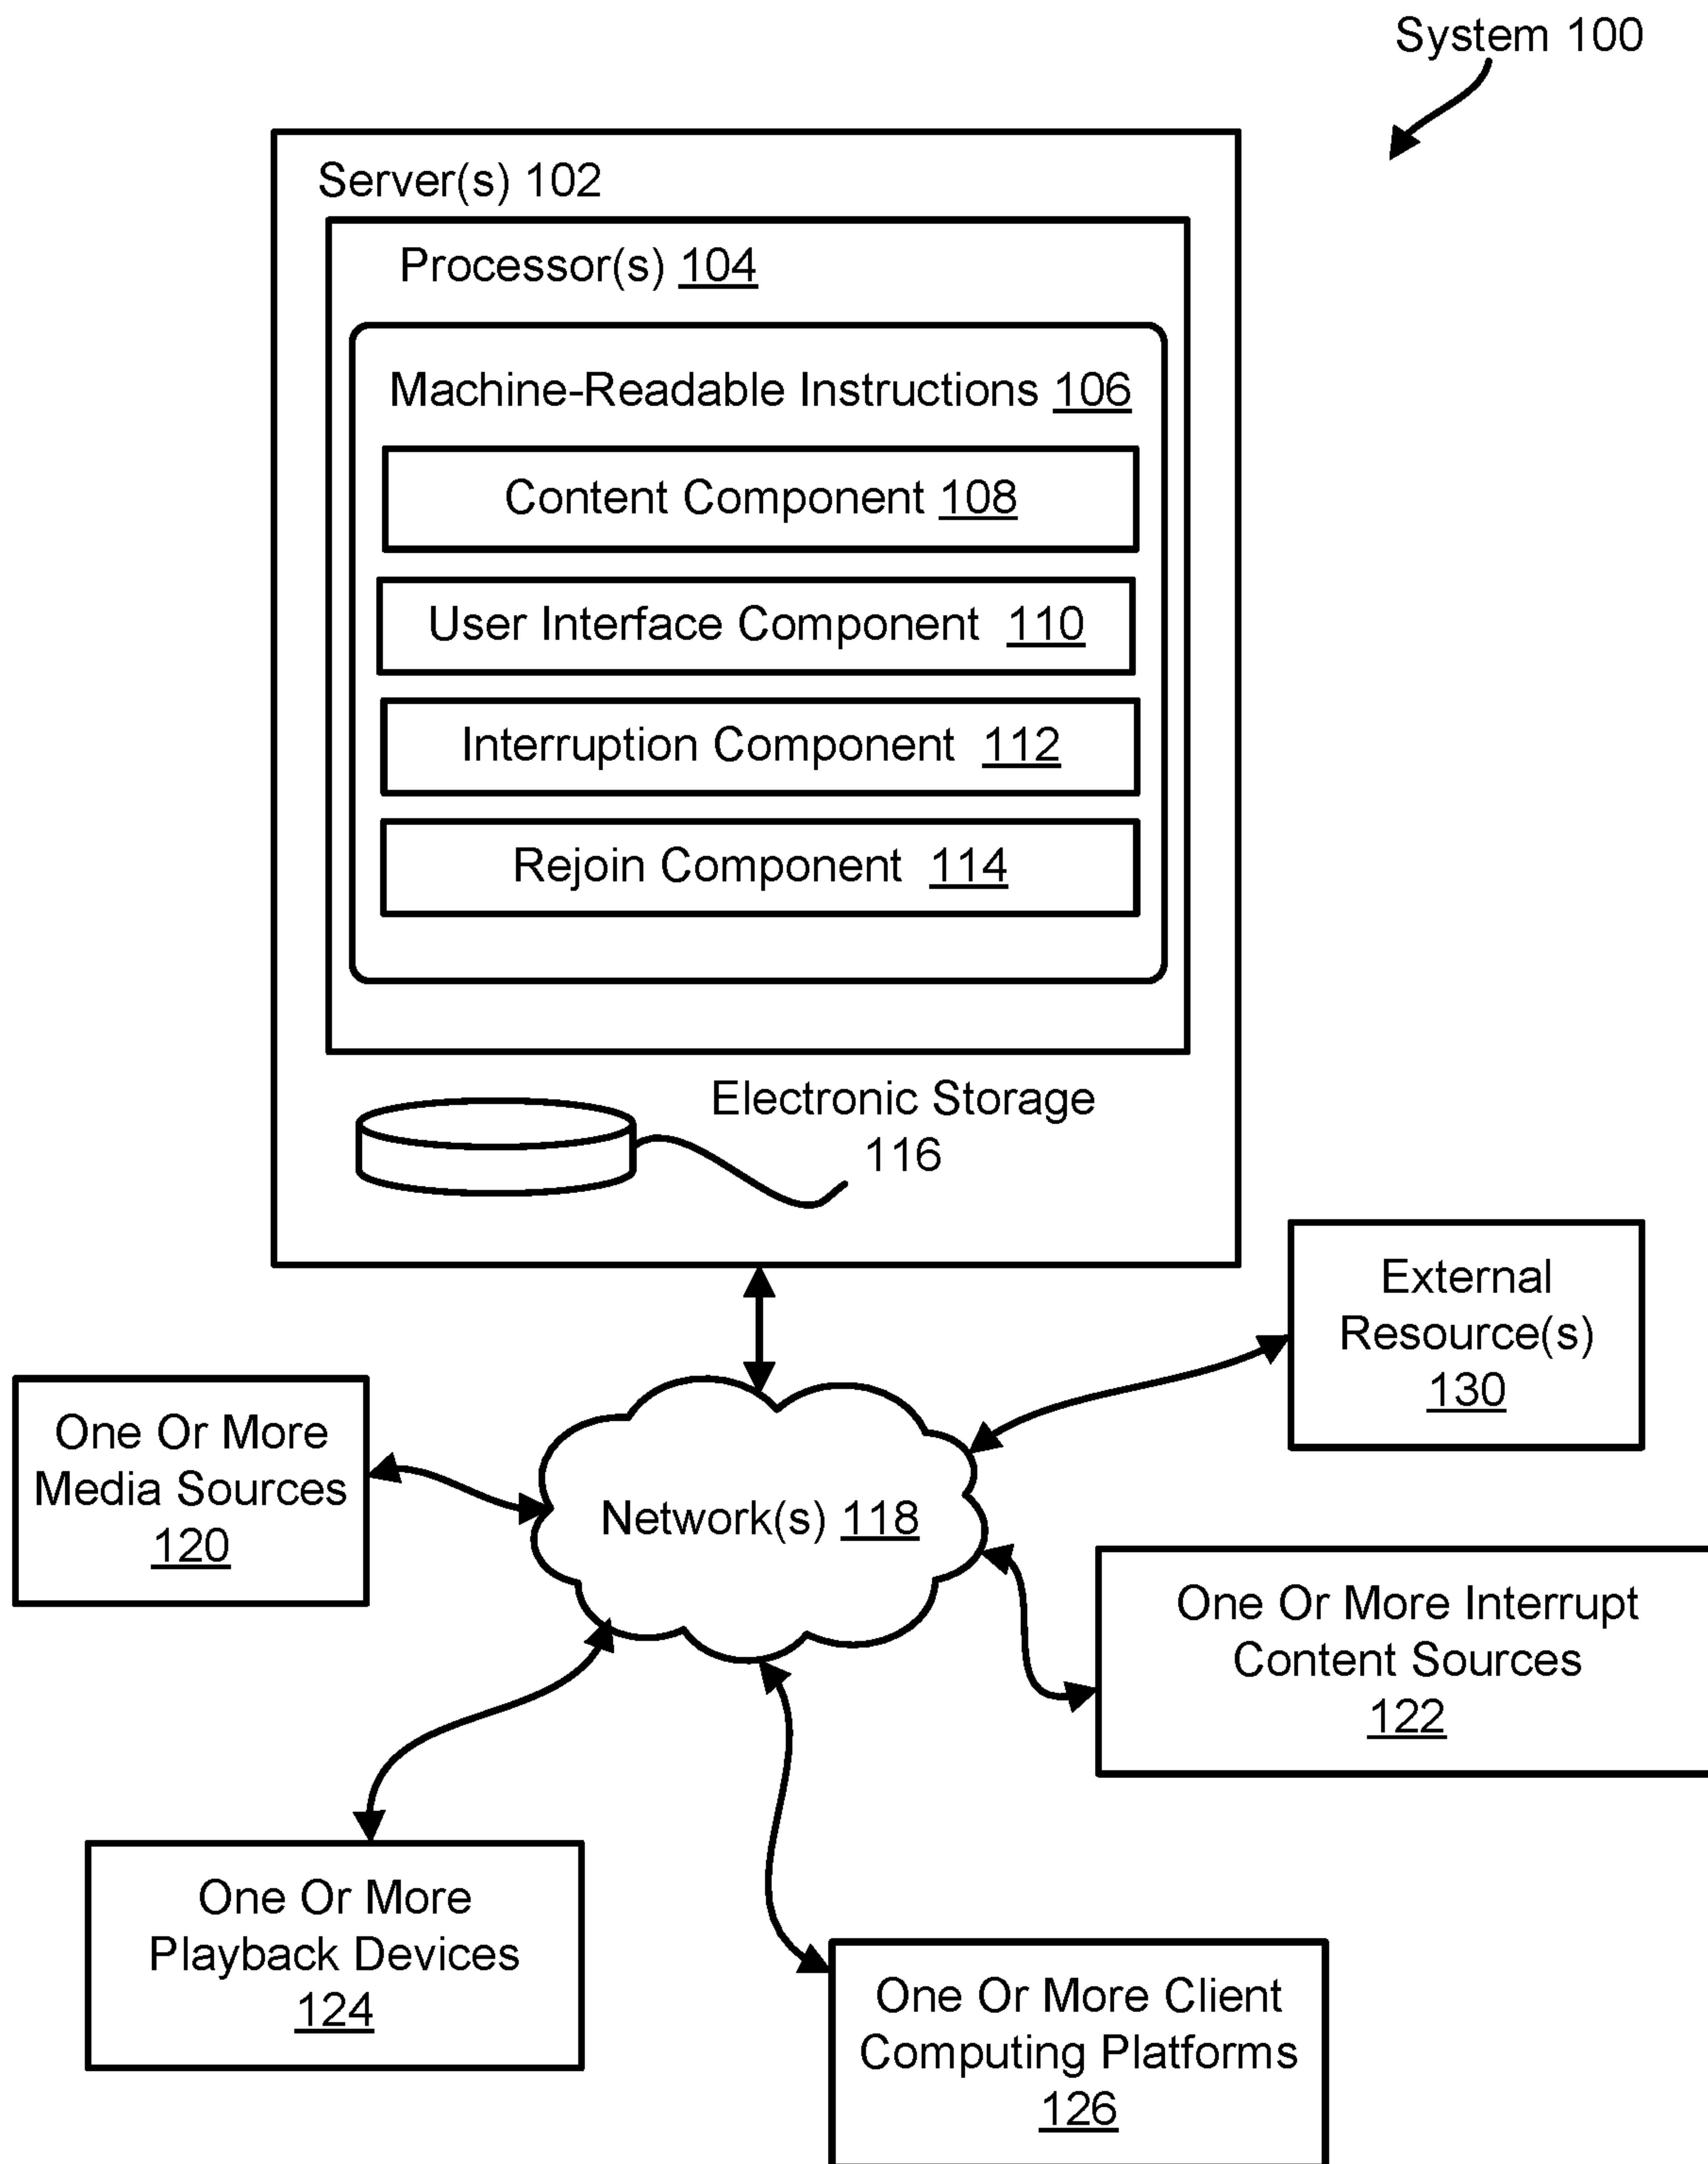 System 100
Server(s) 102
Processor(s) 104
Machine-Readable Instructions 106
Content Component 108
User Interface Component 110
Interruption Component 112
Rejoin Component 114
Electronic Storage
116
External
Resource(s)
130
One Or More
Media Sources
120
Network(s) 118
One Or More Interrupt
Content Sources
122
One Or More
Playback Devices
124
One Or More Client
Computing Platforms
126